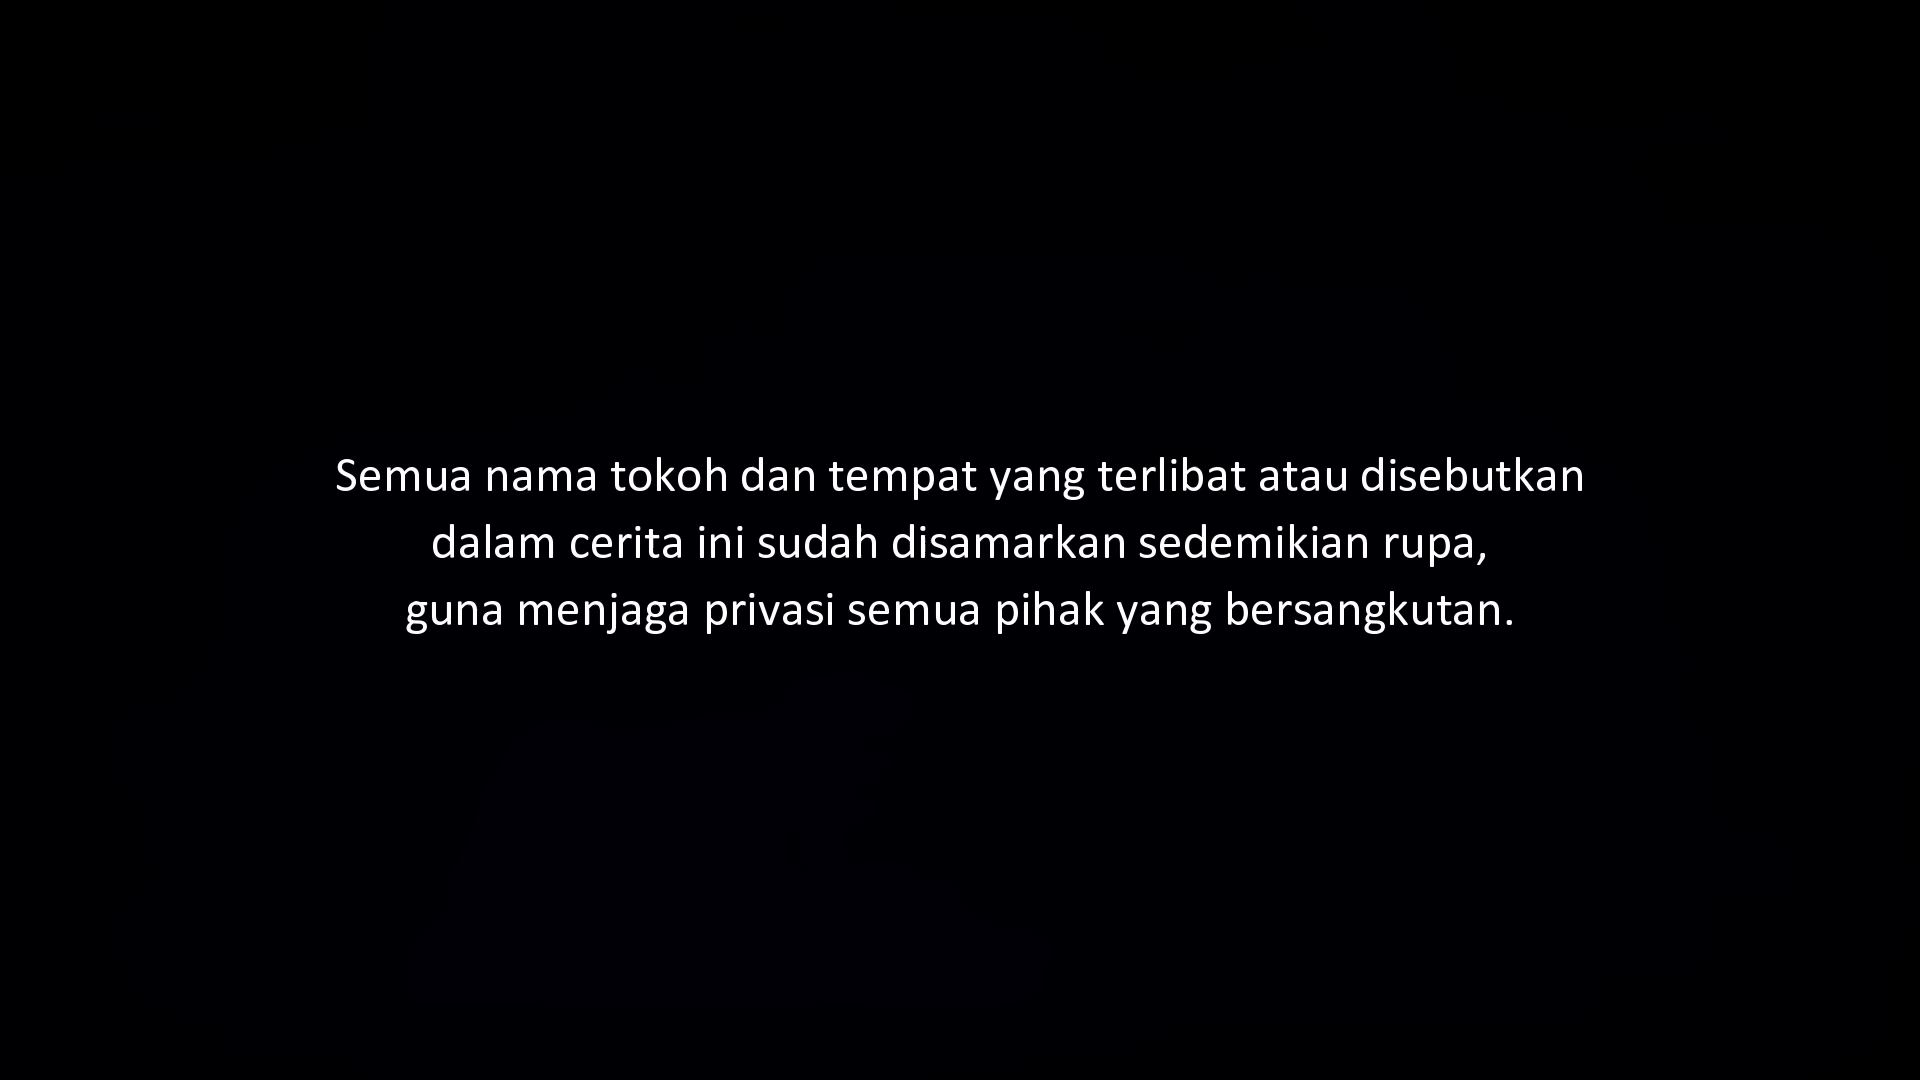 Semua nama tokoh dan tempat yang terlibat atau disebutkan
dalam cerita ini sudah disamarkan sedemikian rupa,
guna menjaga privasi semua pihak yang bersangkutan.